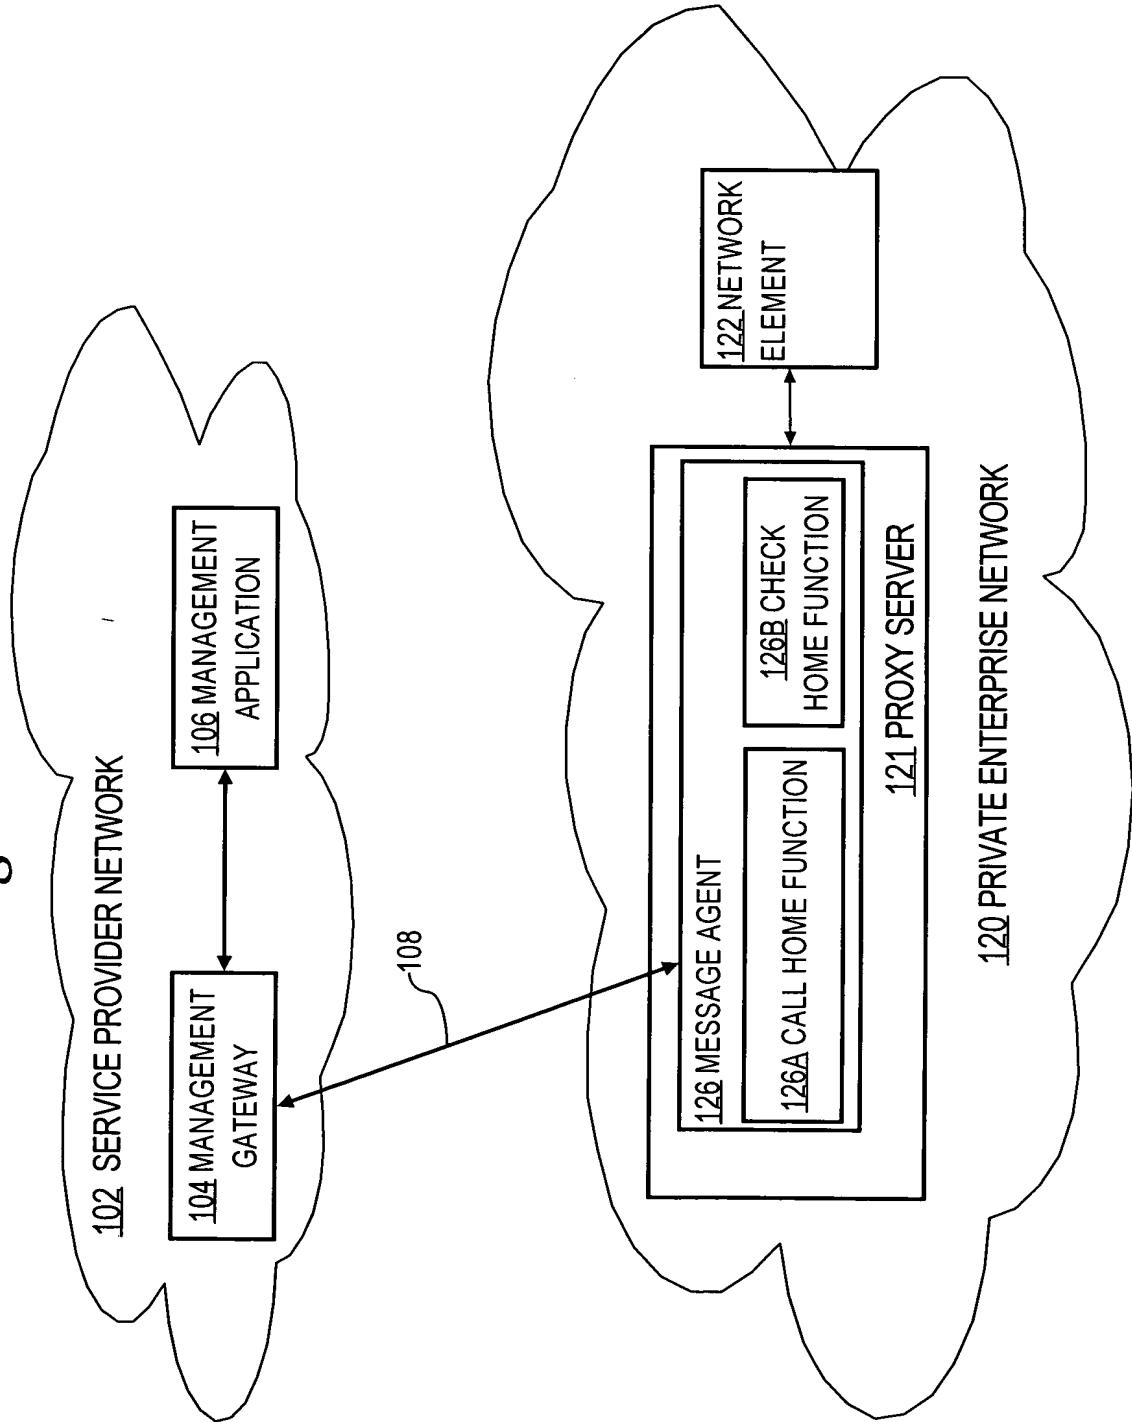 102 SERVICE PROVIDER NETWORK
104 MANAGEMENT
GATEWAY
106 MANAGEMENT
APPLICATION
108
126 MESSAGE AGENT
126A CALL HOME FUNCTION
126B CHECK
HOME FUNCTION
121 PROXY SERVER
122 NETWORK
ELEMENT
120 PRIVATE ENTERPRISE NETWORK